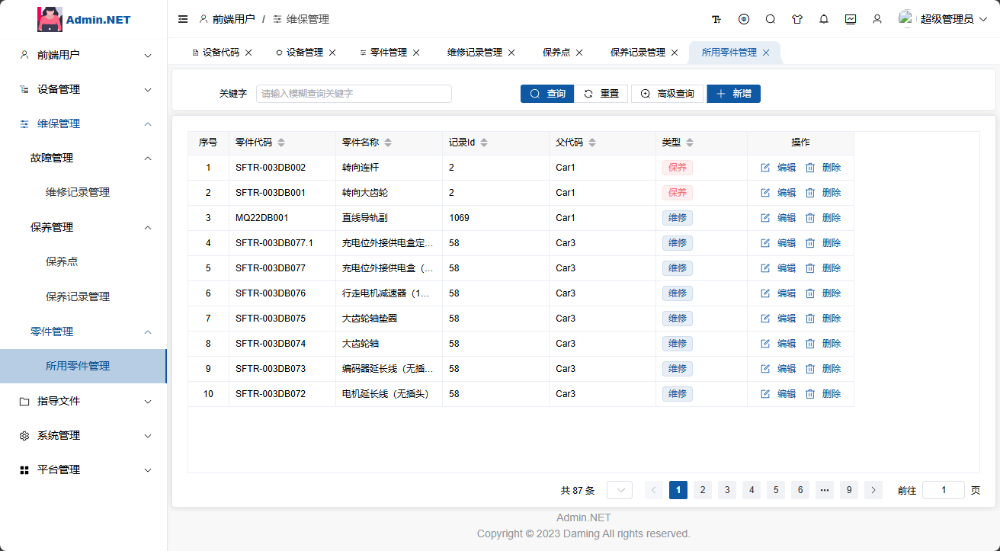 Admin.NET
前端用户
设备管理
维保管理
故障管理
维修记录管理
保养管理
保养点
保养记录管理
零件管理
所用零件管理
指导文件
系统管理
平台管理
前端用户 / 维保管理
超级管理员
设备代码 设备管理 零件管理 维修记录管理 保养点 保养记录管理 所用零件管理
关键字 请输入模糊查询关键字 查询 重置 高级查询 新增
序号 零件代码 零件名称 记录Id 父代码 类型 操作
1 SFTR-003DB002 转向连杆 2 Car1 保养 编辑 删除
2 SFTR-003DB001 转向大齿轮 2 Car1 保养 编辑 删除
3 MQ22DB001 直线导轨副 1069 Car1 维修 编辑 删除
4 SFTR-003DB077.1 充电位外接供电盒定... 58 Car3 维修 编辑 删除
5 SFTR-003DB077 充电位外接供电盒（... 58 Car3 维修 编辑 删除
6 SFTR-003DB076 行走电机减速器（1... 58 Car3 维修 编辑 删除
7 SFTR-003DB075 大齿轮轴垫圈 58 Car3 维修 编辑 删除
8 SFTR-003DB074 大齿轮轴 58 Car3 维修 编辑 删除
9 SFTR-003DB073 编码器延长线（无插... 58 Car3 维修 编辑 删除
10 SFTR-003DB072 电机延长线（无插头） 58 Car3 维修 编辑 删除
共 87 条 1 2 3 4 5 6 ... 9 前往 1 页
Admin.NET
Copyright © 2023 Daming All rights reserved.